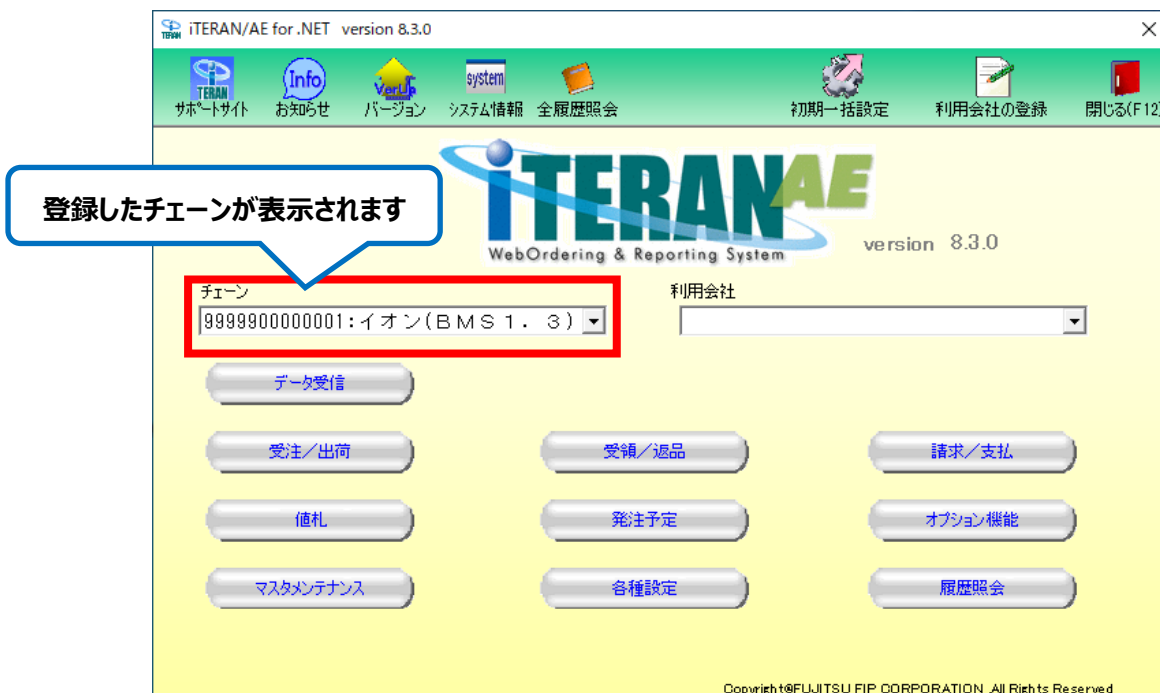 iTERAN/AE for .NET version 8.3.0
TERAN
Info
VerUp
system
サポートサイト お知らせ バージョン システム情報 全履歴照会 初期一括設定 利用会社の登録 閉じる(F12)
登録したチェーンが表示されます
iTERAN AE
WebOrdering & Reporting System
version 8.3.0
チェーン 利用会社
9999900000001:イオン(BMS1.3)
データ受信
受注/出荷 受領/返品 請求/支払
値札 発注予定 オプション機能
マスタメンテナンス 各種設定 履歴照会
Copyright@FUJITSU FIP CORPORATION .All Rights Reserved